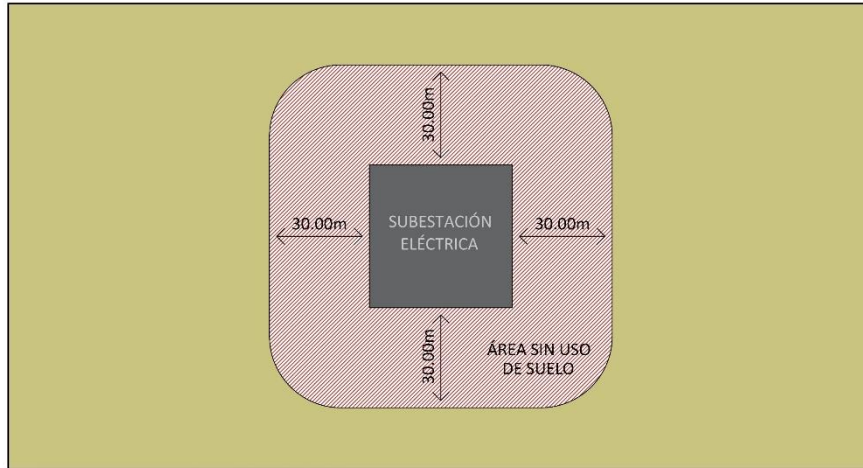 30.00m
30.00m
SUBESTACIÓN
ELÉCTRICA
30.00m
30.00m
ÁREA SIN USO
DE SUELO